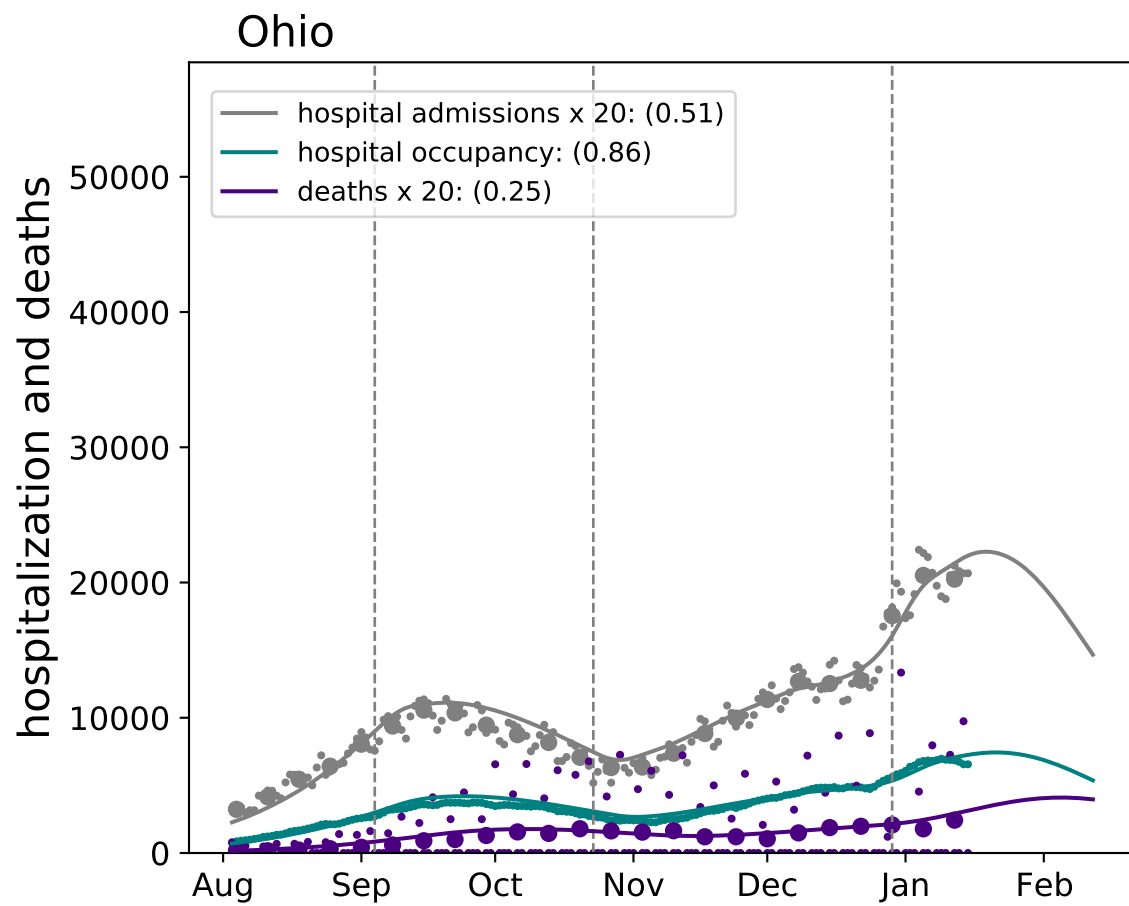 Ohio
hospital admissions x 20: (0.51)
hospital occupancy: (0.86)
deaths x 20: (0.25)
hospitalization and deaths
50000
40000
30000
20000
10000
0
Aug Sep Oct Nov Dec Jan Feb